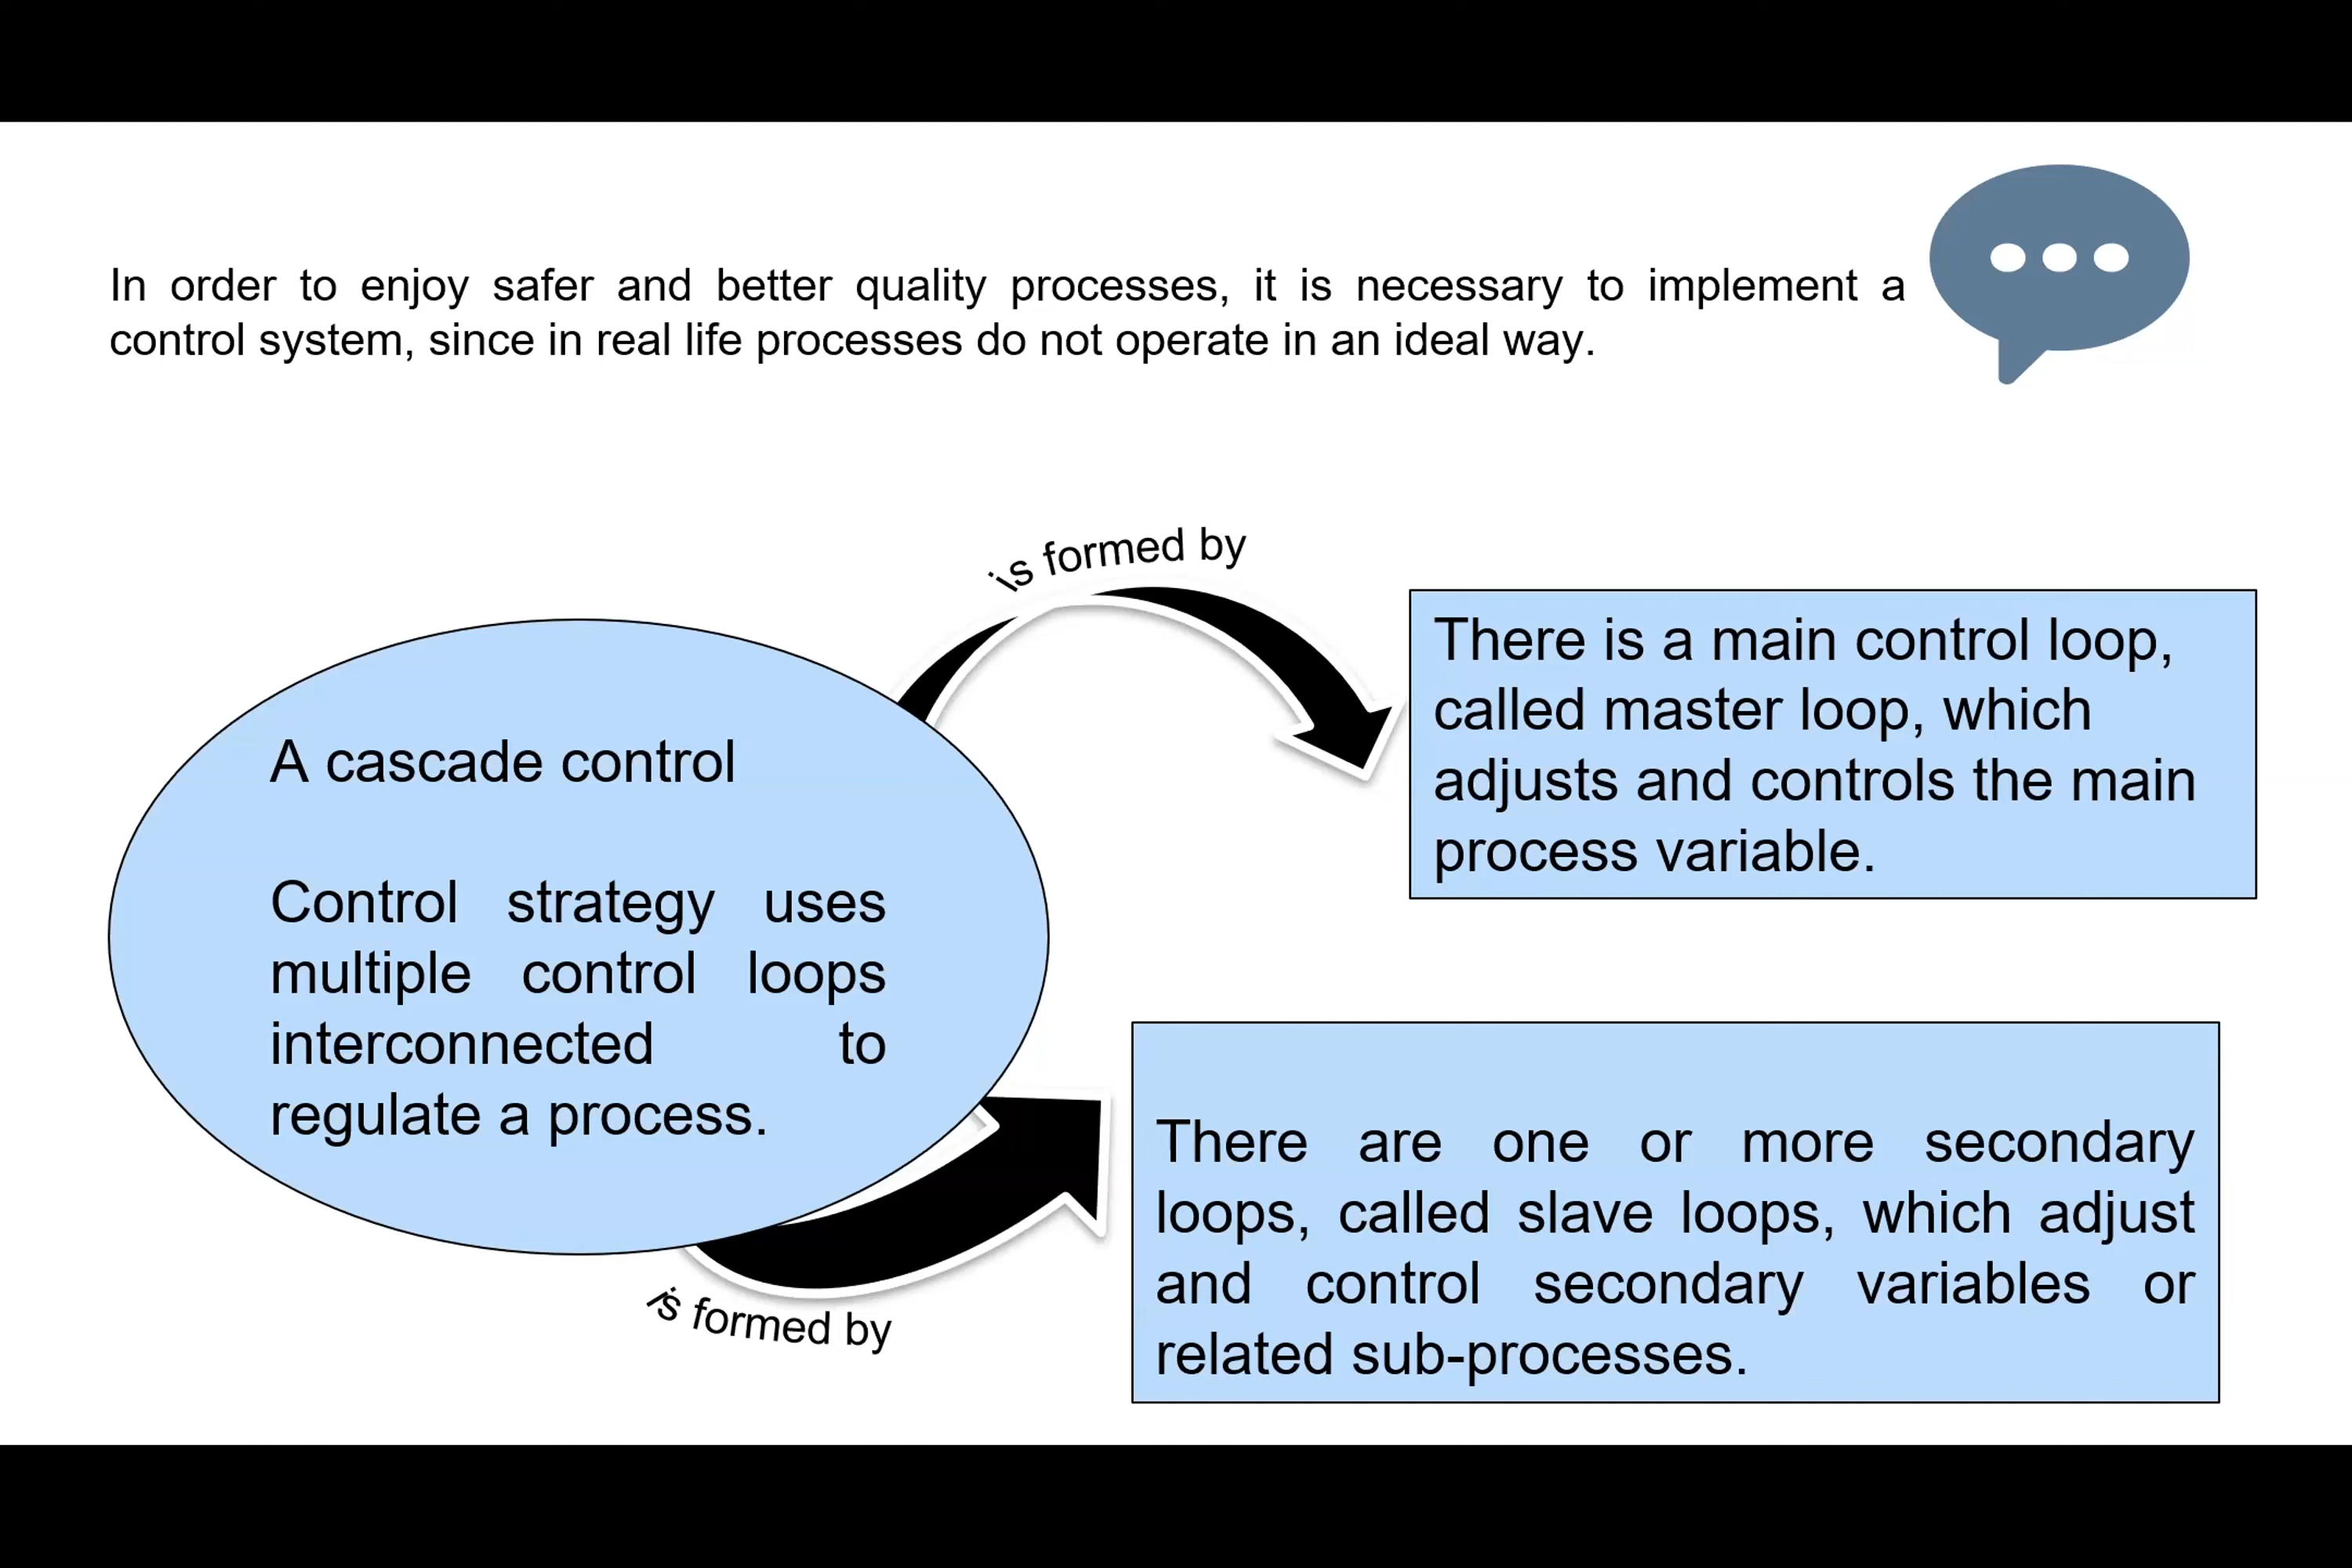 In order to enjoy safer and better quality processes, it is necessary to implement a
control system, since in real life processes do not operate in an ideal way.
is formed by
There is a main control loop,
called master loop, which
adjusts and controls the main
process variable.
A cascade control
Control strategy uses
multiple control loops
interconnected to
regulate a process.
There are one or more secondary
loops, called slave loops, which adjust
and control secondary variables or
related sub-processes.
is formed by